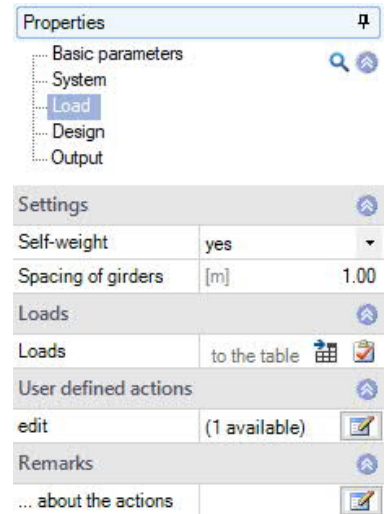 Properties
Basic parameters
System
Load
Design
Output
Settings
Self-weight yes
Spacing of girders [m] 1.00
Loads
Loads to the table
User defined actions
edit (1 available)
Remarks
... about the actions